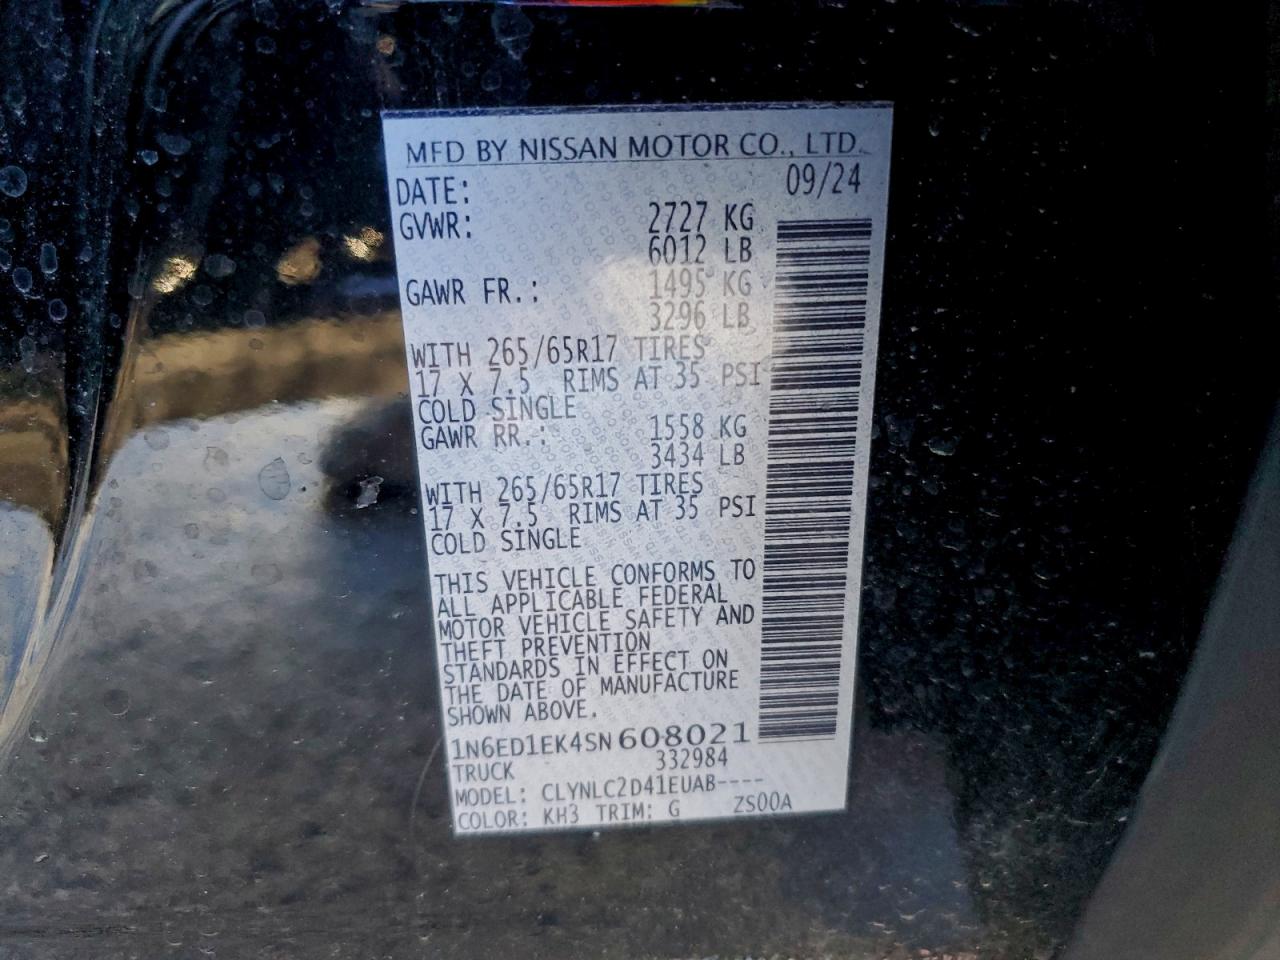 MFD BY NISSAN MOTOR CO., LTD.
DATE: 09/24
GVWR: 2727 KG
6012 LB
GAWR FR.: 1495 KG
3296 LB
WITH 265/65R17 TIRES
17 X 7.5 RIMS AT 35 PSI
COLD SINGLE
GAWR RR.: 1558 KG
3434 LB
WITH 265/65R17 TIRES
17 X 7.5 RIMS AT 35 PSI
COLD SINGLE
THIS VEHICLE CONFORMS TO
ALL APPLICABLE FEDERAL
MOTOR VEHICLE SAFETY AND
THEFT PREVENTION
STANDARDS IN EFFECT ON
THE DATE OF MANUFACTURE
SHOWN ABOVE.
1N6ED1EK4SN608021
TRUCK 332984
MODEL: CLYNLC2D41EUAB----
COLOR: KH3 TRIM: G ZS00A